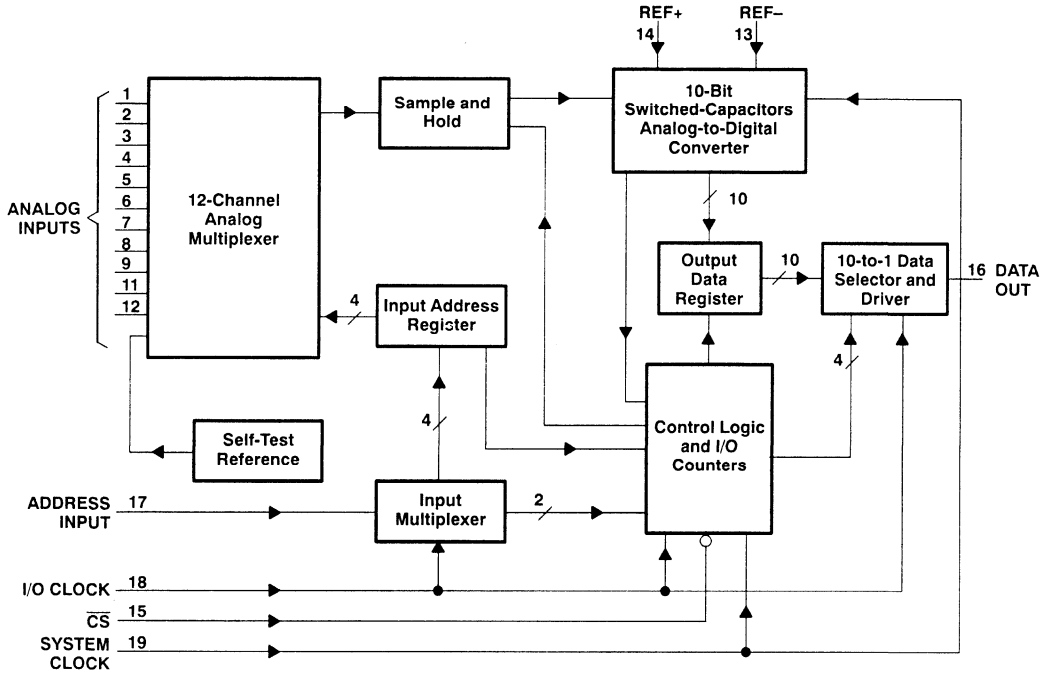 REF+
REF–
14
13
1
2
3
4
5
6
7
8
9
11
12
ANALOG
INPUTS
12-Channel
Analog
Multiplexer
Sample and
Hold
10-Bit
Switched-Capacitors
Analog-to-Digital
Converter
10
Output
Data
Register
10
10-to-1 Data
Selector and
Driver
16 DATA
OUT
4
Input Address
Register
4
4
Self-Test
Reference
Control Logic
and I/O
Counters
ADDRESS
INPUT
17
Input
Multiplexer
2
I/O CLOCK 18
CS 15
SYSTEM
CLOCK
19